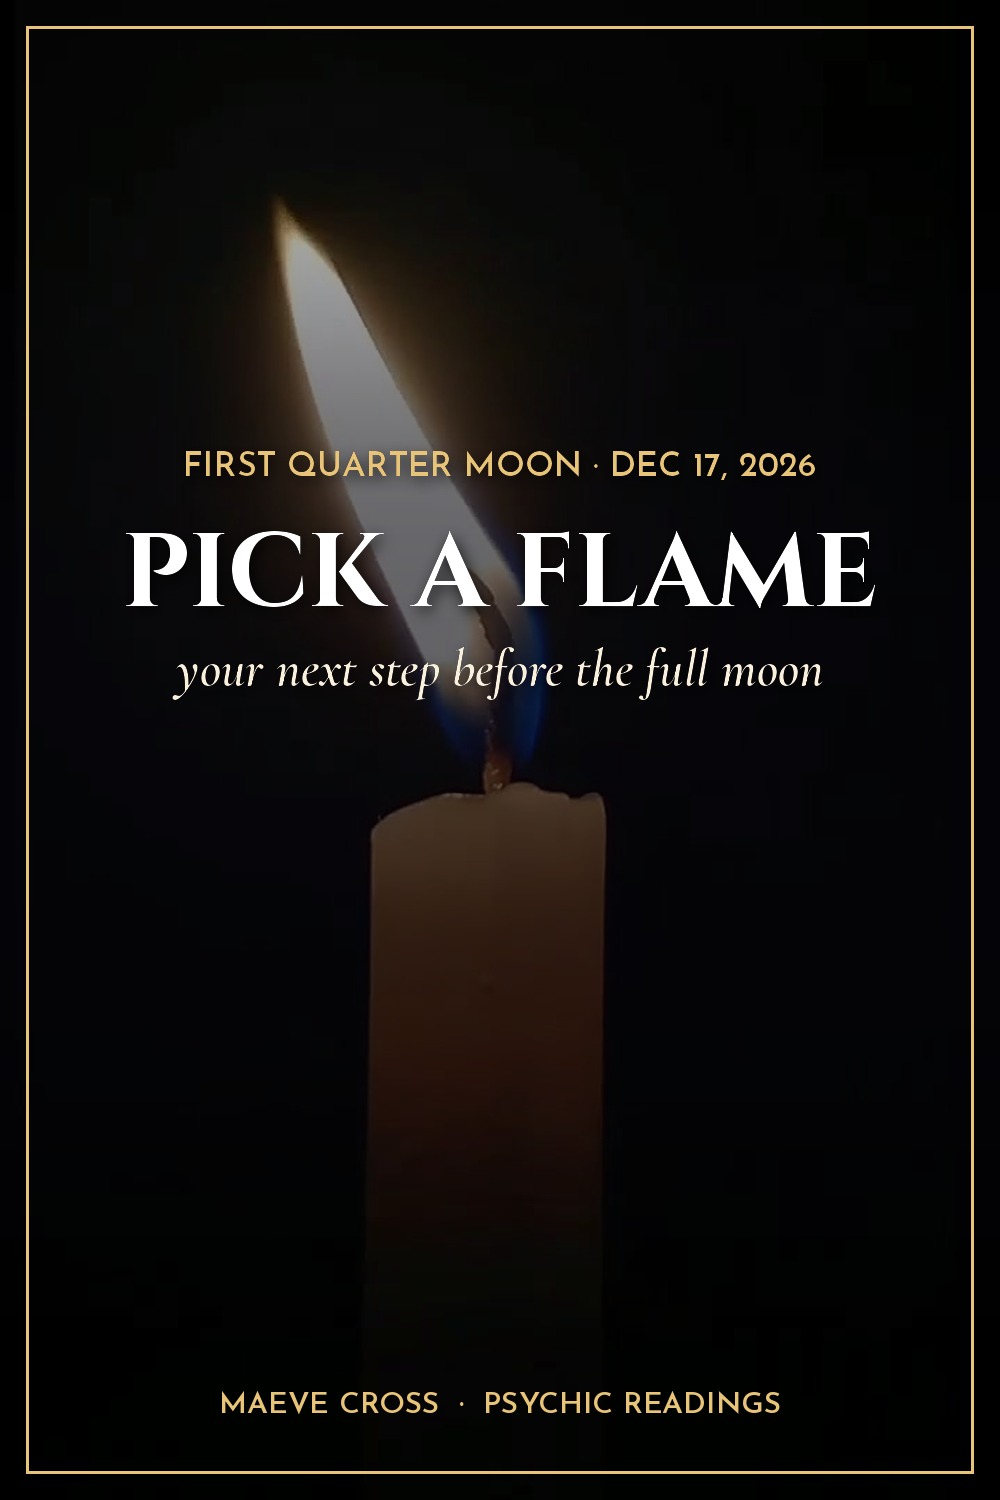 FIRST QUARTER MOON · DEC 17, 2026
PICK A FLAME
your next step before the full moon
MAEVE CROSS · PSYCHIC READINGS